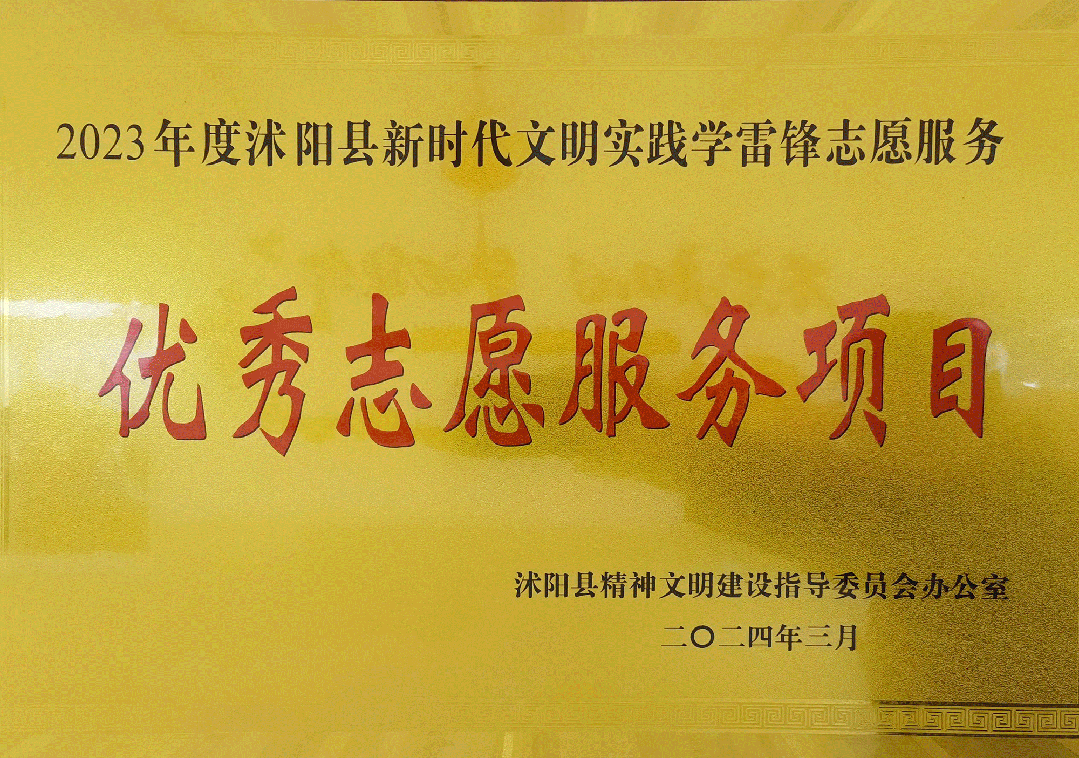 2023年度沭阳县新时代文明实践学雷锋志愿服务
优秀志愿服务项目
沭阳县精神文明建设指导委员会办公室
二〇二四年三月